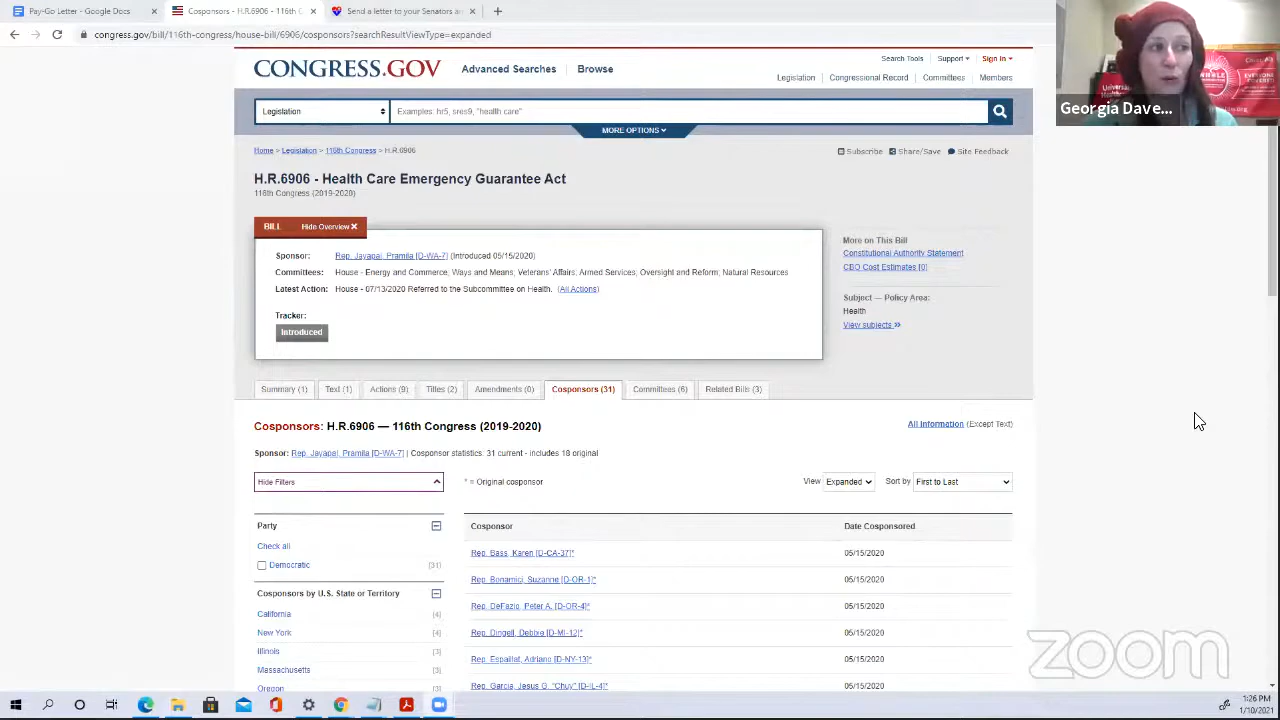 Pay-Go Letter - Google Docs
Cosponsors - H.R.6906 - 116th C
Send a letter to your Senators an
congress.gov/bill/116th-congress/house-bill/6906/cosponsors?searchResultViewType=expanded
CONGRESS.GOV
Advanced Searches
Browse
Search Tools
Support
Sign In
Legislation
Congressional Record
Committees
Members
Legislation
Examples: hr5, sres9, "health care"
MORE OPTIONS
Home > Legislation > 116th Congress > H.R.6906
Subscribe
Share/Save
Site Feedback
H.R.6906 - Health Care Emergency Guarantee Act
116th Congress (2019-2020)
BILL
Hide Overview
Sponsor: Rep. Jayapal, Pramila [D-WA-7] (Introduced 05/15/2020)
Committees: House - Energy and Commerce; Ways and Means; Veterans' Affairs; Armed Services; Oversight and Reform; Natural Resources
Latest Action: House - 07/13/2020 Referred to the Subcommittee on Health. (All Actions)
Tracker:
Introduced
More on This Bill
Constitutional Authority Statement
CBO Cost Estimates [0]
Subject — Policy Area:
Health
View subjects »
Summary (1)
Text (1)
Actions (9)
Titles (2)
Amendments (0)
Cosponsors (31)
Committees (6)
Related Bills (3)
Cosponsors: H.R.6906 — 116th Congress (2019-2020)
All Information (Except Text)
Sponsor: Rep. Jayapal, Pramila [D-WA-7] | Cosponsor statistics: 31 current - includes 18 original
Hide Filters
* = Original cosponsor
View Expanded
Sort by First to Last
Party
Check all
Democratic [31]
Cosponsors by U.S. State or Territory
California [4]
New York [4]
Illinois [3]
Massachusetts [3]
Oregon [3]
Cosponsor Date Cosponsored
Rep. Bass, Karen [D-CA-37]* 05/15/2020
Rep. Bonamici, Suzanne [D-OR-1]* 05/15/2020
Rep. DeFazio, Peter A. [D-OR-4]* 05/15/2020
Rep. Dingell, Debbie [D-MI-12]* 05/15/2020
Rep. Espaillat, Adriano [D-NY-13]* 05/15/2020
Rep. Garcia, Jesus G. "Chuy" [D-IL-4]* 05/15/2020
Georgia Dave...
zoom
1:26 PM
1/10/2021